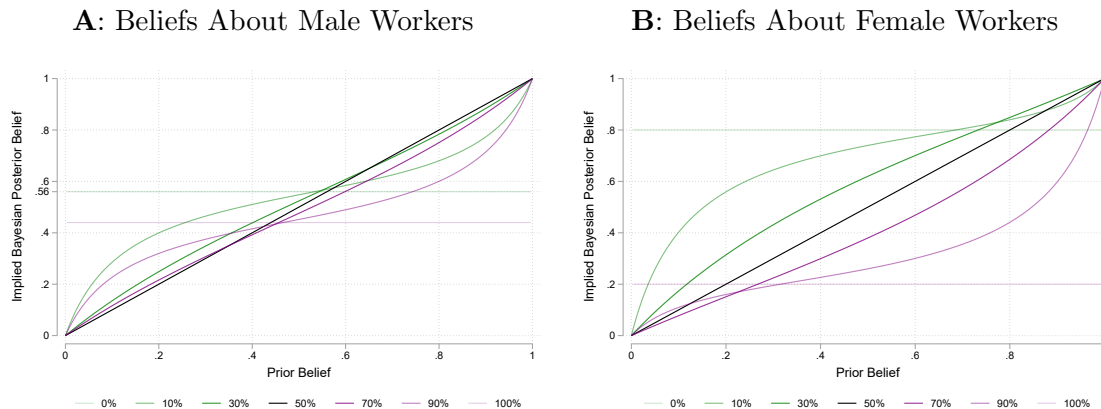 A: Beliefs About Male Workers
Implied Bayesian Posterior Belief
1
.8
.6
.56
.4
.2
0
0 .2 .4 .6 .8 1
Prior Belief
0% 10% 30% 50% 70% 90% 100%
B: Beliefs About Female Workers
Implied Bayesian Posterior Belief
1
.8
.6
.4
.2
0
0 .2 .4 .6 .8
Prior Belief
0% 10% 30% 50% 70% 90% 100%